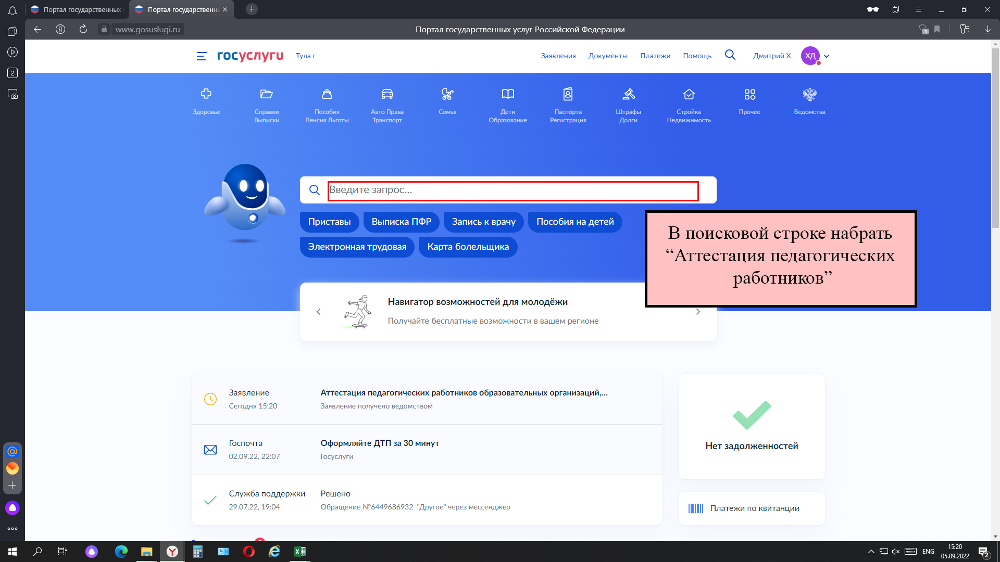 Портал государственных
Портал государственнь
www.gosuslugi.ru
Портал государственных услуг Российской Федерации
1
2
госуслуги
Тула г
Заявления
Документы
Платежи
Помощь
Дмитрий Х.
ХД
Здоровье
Справки
Выписки
Пособия
Пенсия Льготы
Авто Права
Транспорт
Семья
Дети
Образование
Паспорта
Регистрация
Штрафы
Долги
Стройка
Недвижимость
Прочее
Ведомства
Введите запрос...
Приставы
Выписка ПФР
Запись к врачу
Пособия на детей
Электронная трудовая
Карта болельщика
В поисковой строке набрать
“Аттестация педагогических
работников”
Навигатор возможностей для молодёжи
Получайте бесплатные возможности в вашем регионе
Заявление
Сегодня 15:20
Аттестация педагогических работников образовательных организаций,...
Заявление получено ведомством
Госпочта
02.09.22, 22:07
Оформляйте ДТП за 30 минут
Госуслуги
Служба поддержки
29.07.22, 19:04
Решено
Обращение №6449686932 "Другое" через мессенджер
Нет задолженностей
Платежи по квитанции
ENG
15:20
05.09.2022
2